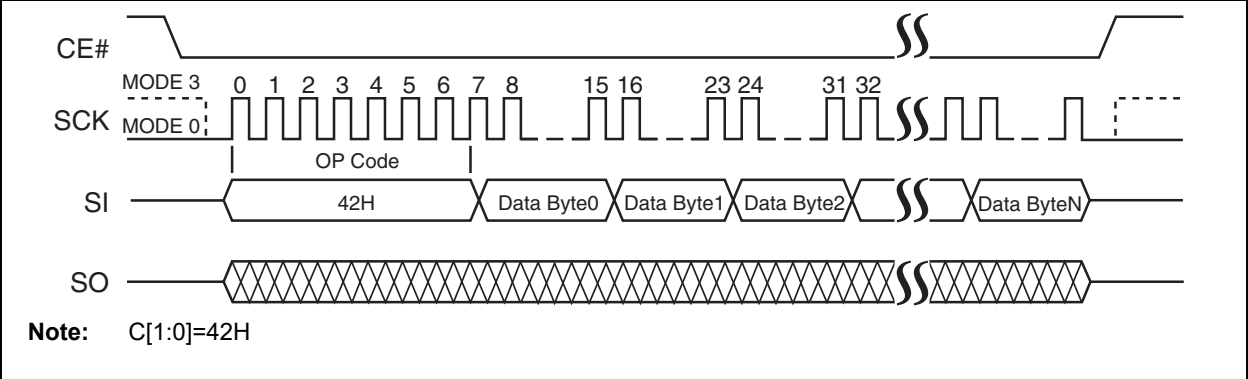 CE#
MODE 3
0 1 2 3 4 5 6 7 8 15 16 23 24 31 32
SCK
MODE 0
OP Code
SI
42H Data Byte0 Data Byte1 Data Byte2 Data ByteN
SO
Note: C[1:0]=42H